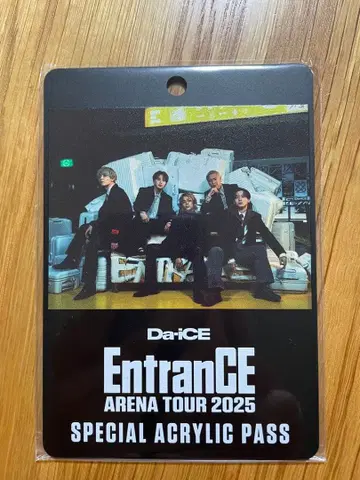 Da-iCE
EntranCE
ARENA TOUR 2025
SPECIAL ACRYLIC PASS